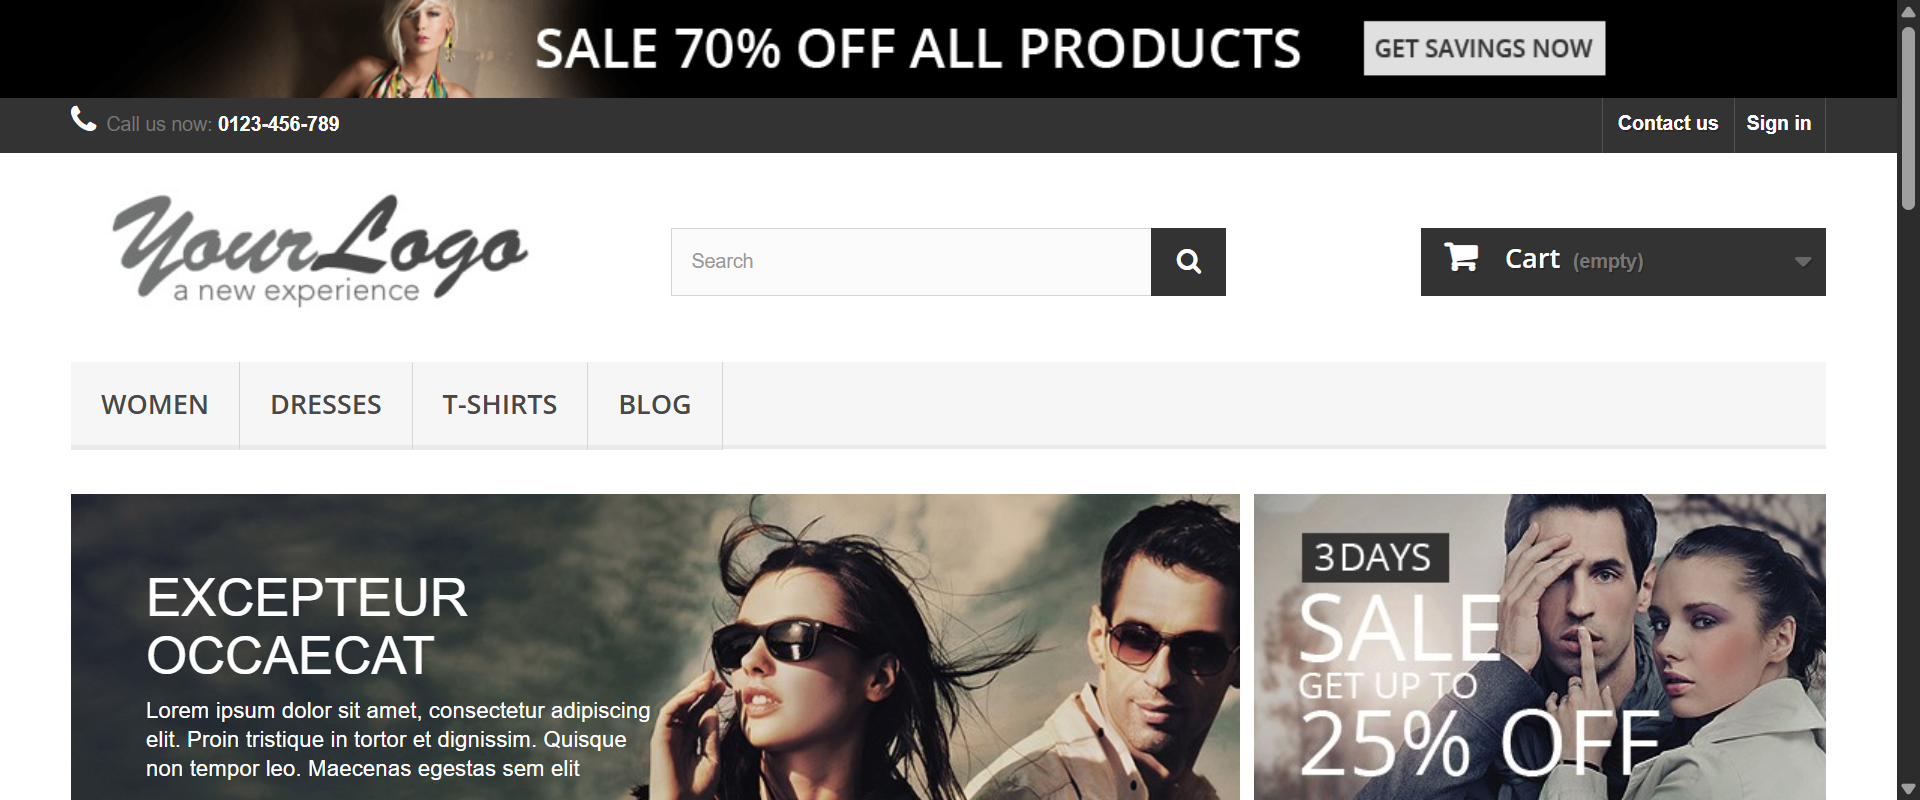 SALE 70% OFF ALL PRODUCTS
GET SAVINGS NOW
Call us now: 0123-456-789
Contact us
Sign in
YourLogo
a new experience
Search
Cart (empty)
WOMEN
DRESSES
T-SHIRTS
BLOG
EXCEPTEUR
OCCAECAT
Lorem ipsum dolor sit amet, consectetur adipiscing
elit. Proin tristique in tortor et dignissim. Quisque
non tempor leo. Maecenas egestas sem elit
3 DAYS
SALE
GET UP TO
25% OFF